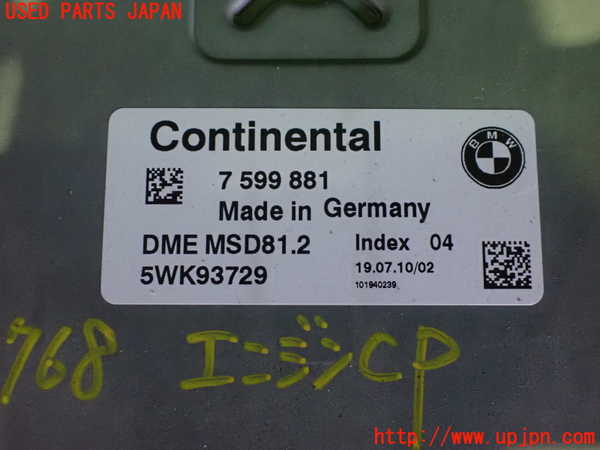 USED PARTS JAPAN
Continental
BMW
7 599 881
Made in Germany
DME MSD81.2 Index 04
5WK93729 19.07.10/02
101940239
768 エンジンCP
http://www.upjpn.com/